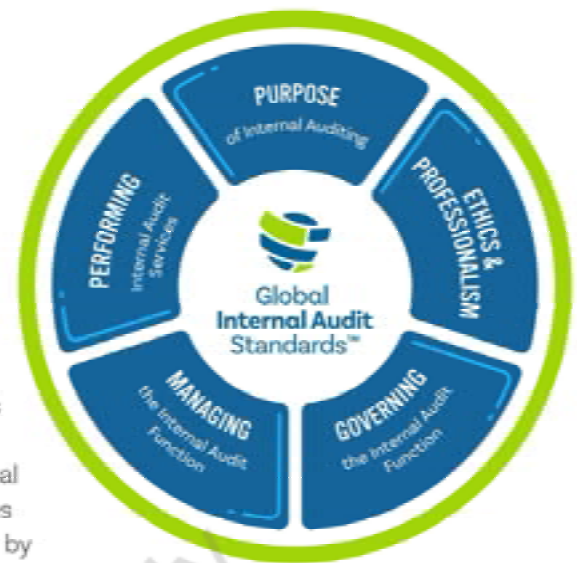 PURPOSE
of Internal Auditing
ETHICS &
PROFESSIONALISM
GOVERNING
the Internal Audit
Function
MANAGING
the Internal Audit
Function
PERFORMING
Internal Audit
Services
Global
Internal Audit
Standards™
al
s
by